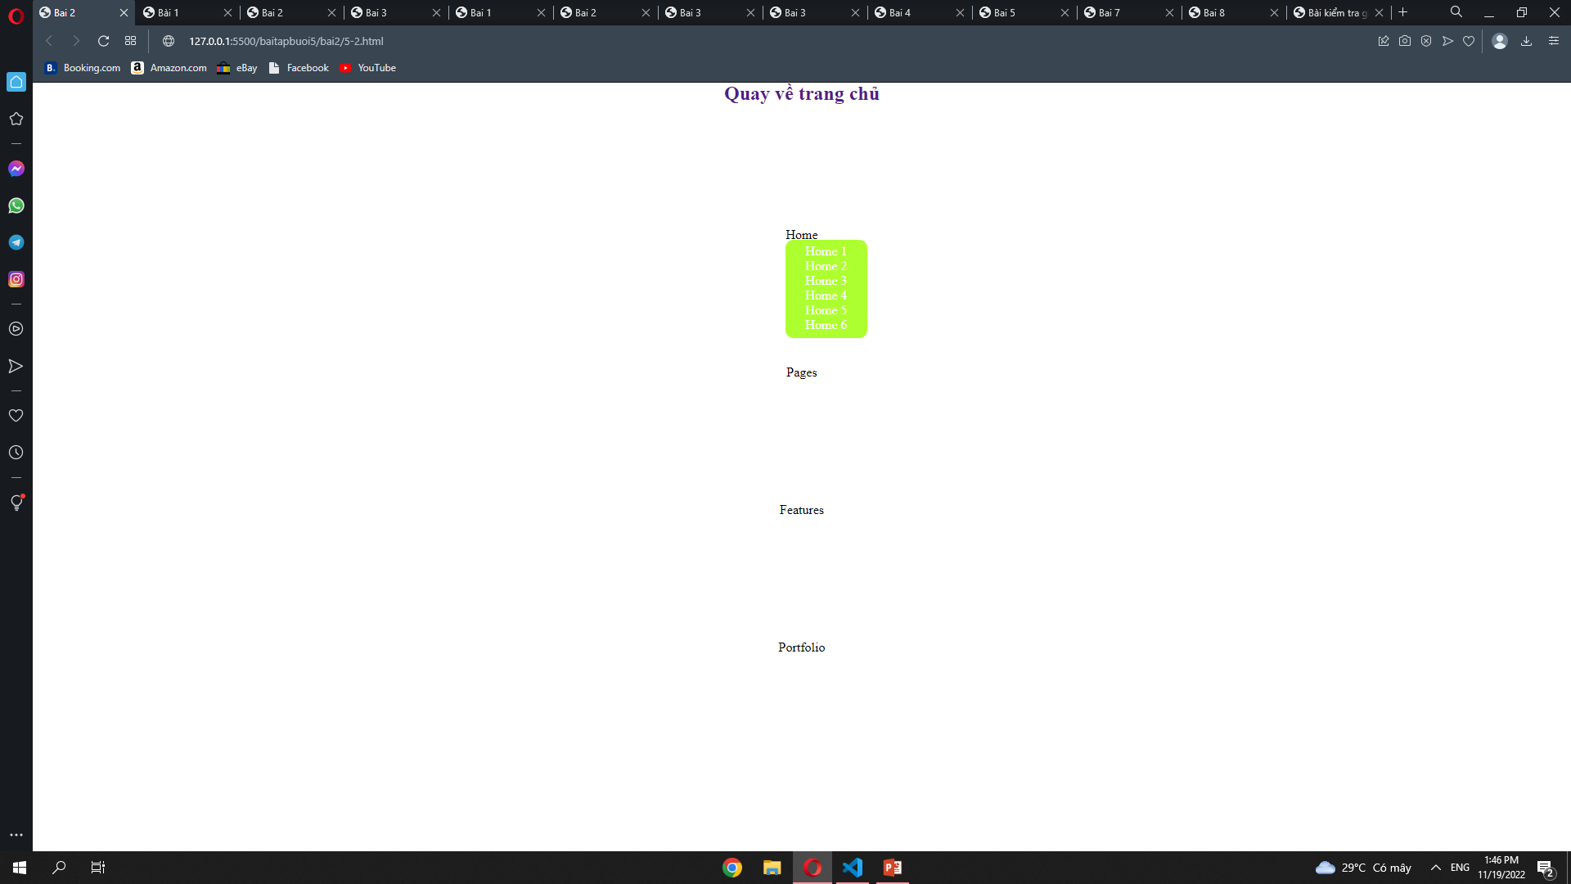 Bai 2
Bài 1
Bai 2
Bai 3
Bai 1
Bai 2
Bai 3
Bai 3
Bai 4
Bai 5
Bai 7
Bai 8
Bài kiểm tra g
127.0.0.1:5500/baitapbuoi5/bai2/5-2.html
B. Booking.com
a Amazon.com
eBay
Facebook
YouTube
Quay về trang chủ
Home
Home 1
Home 2
Home 3
Home 4
Home 5
Home 6
Pages
Features
Portfolio
29°C Có mây
ENG
1:46 PM
11/19/2022
2